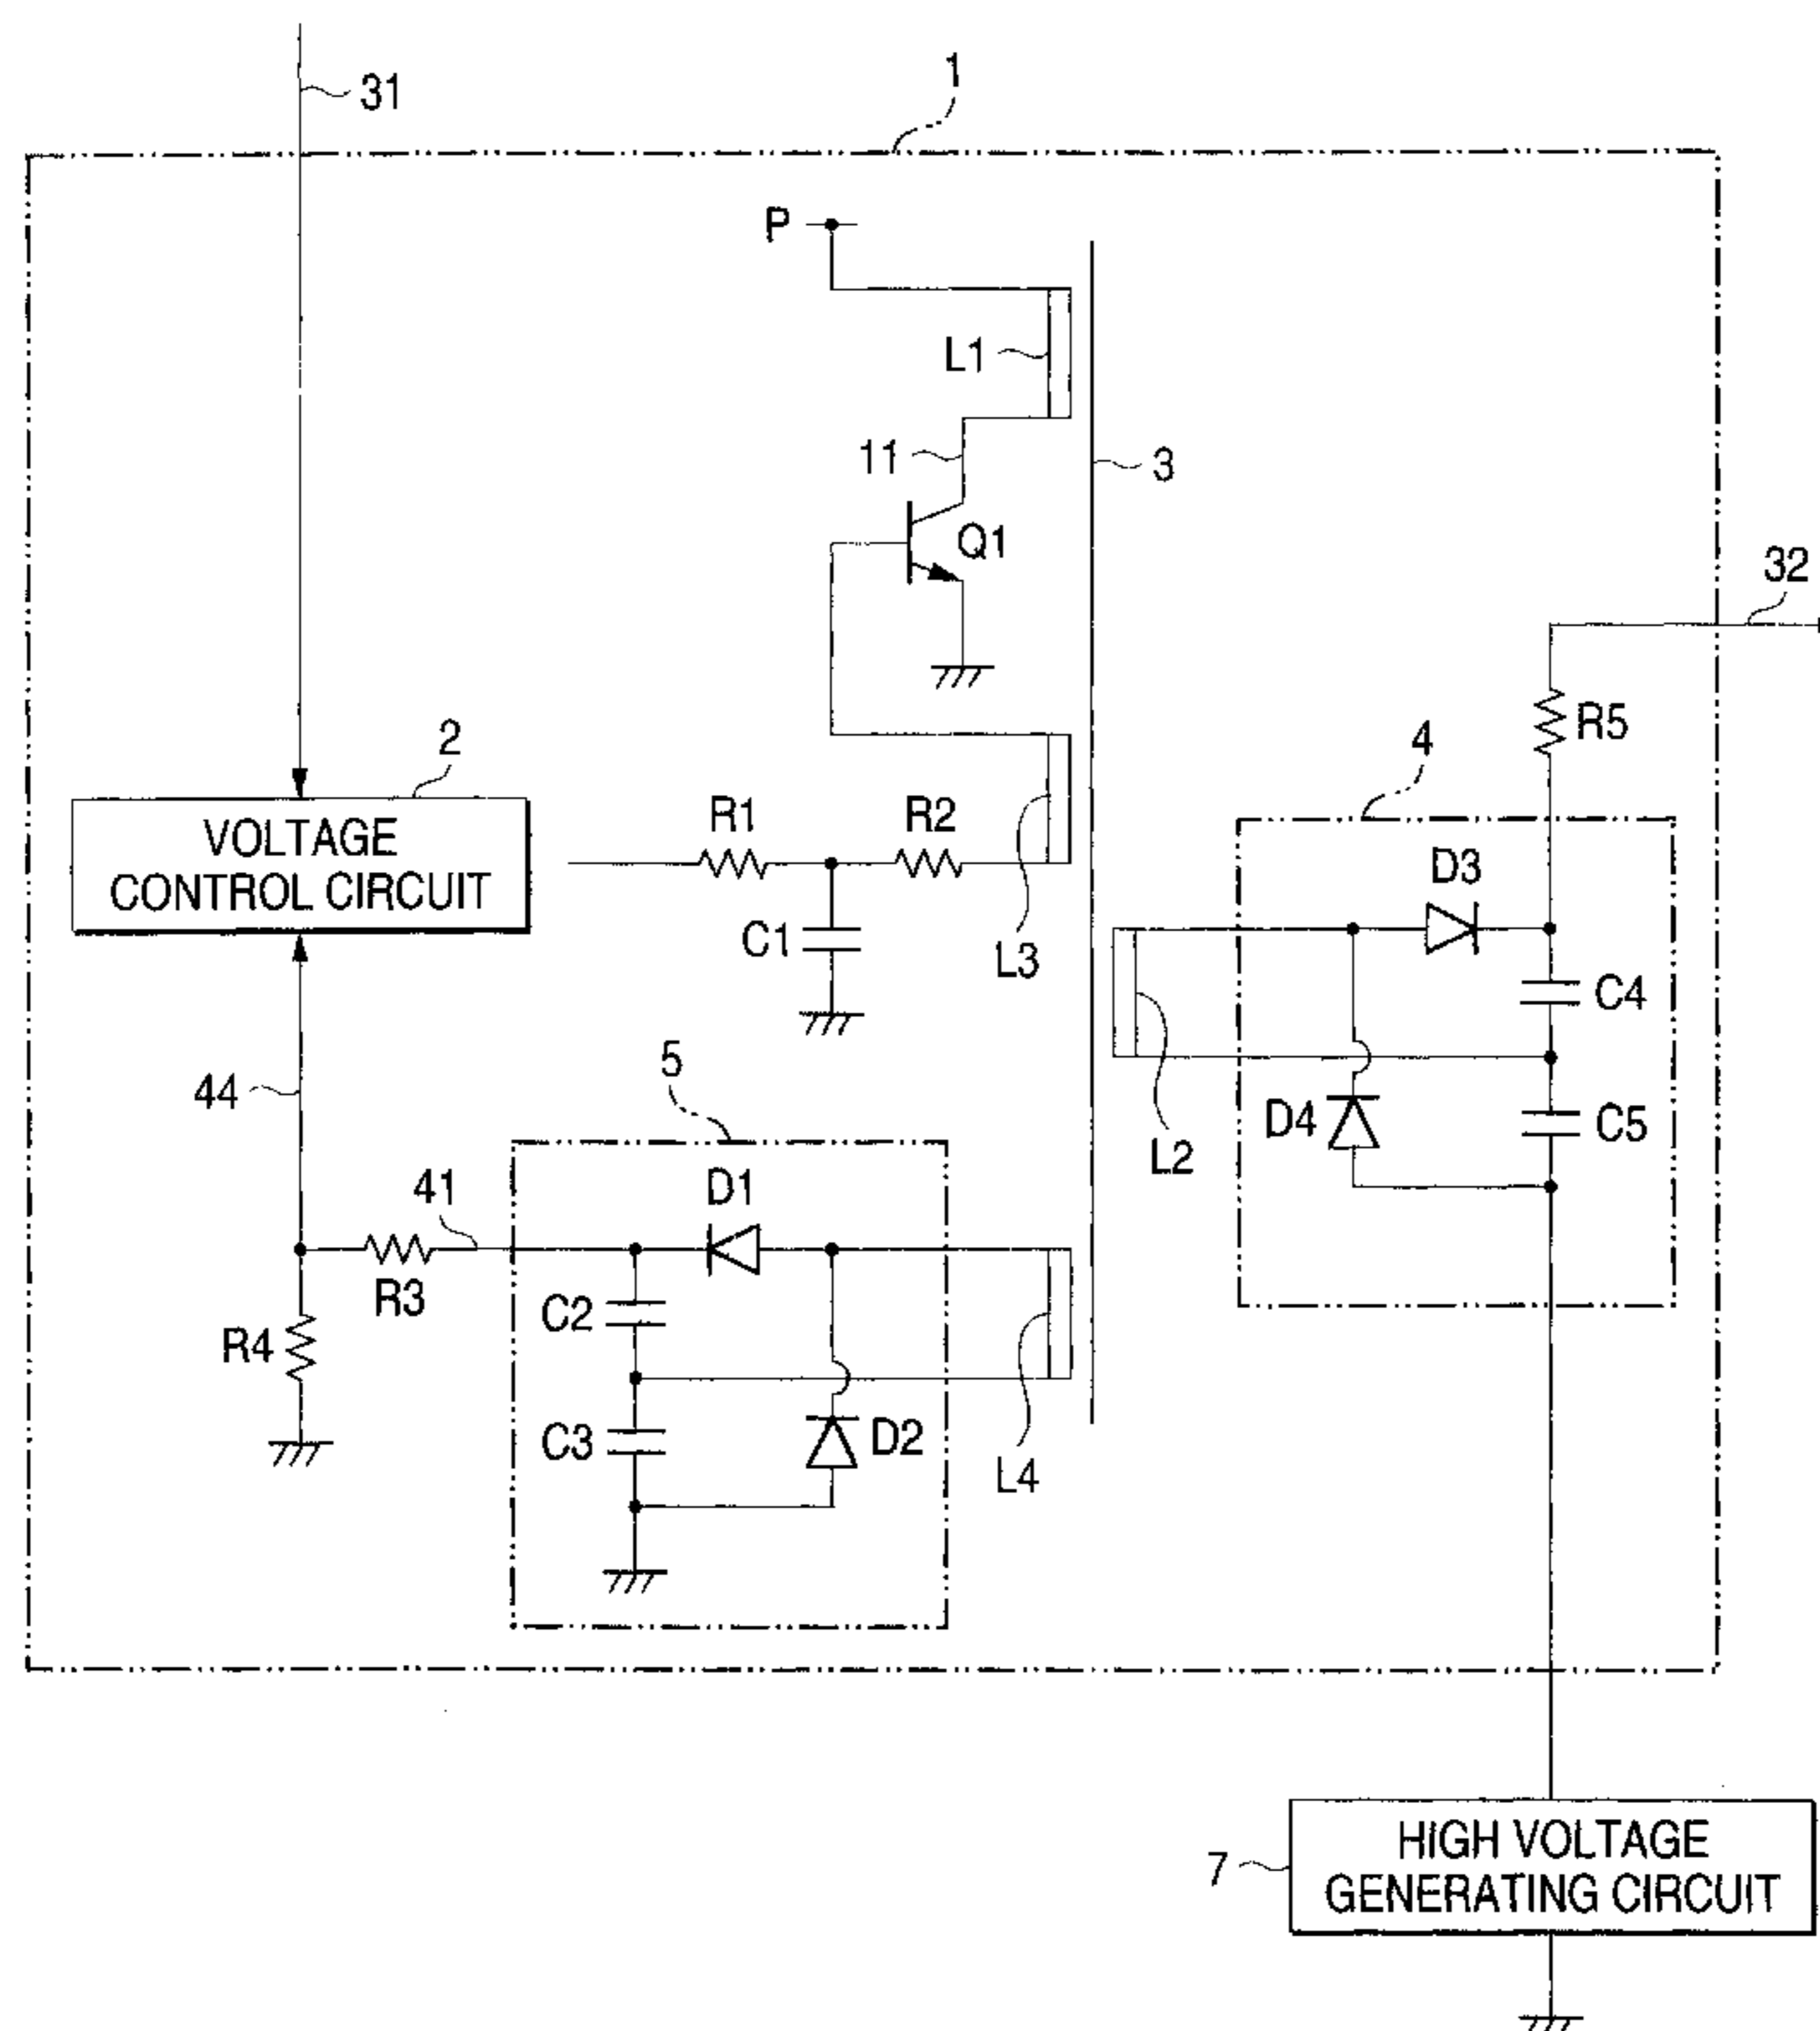 1
31
P
L1
11
3
Q1
32
R5
2
4
VOLTAGE
CONTROL CIRCUIT
R1
R2
D3
C1
L3
C4
5
44
D4
C5
L2
41
D1
R3
C2
R4
C3
D2
L4
7
HIGH VOLTAGE
GENERATING CIRCUIT